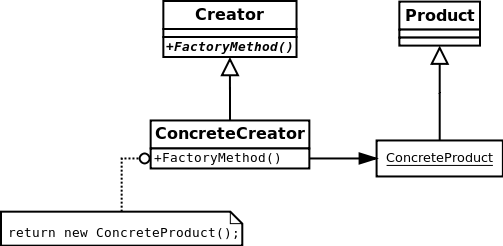 Creator
+FactoryMethod()
Product
ConcreteCreator
+FactoryMethod()
ConcreteProduct
return new ConcreteProduct();